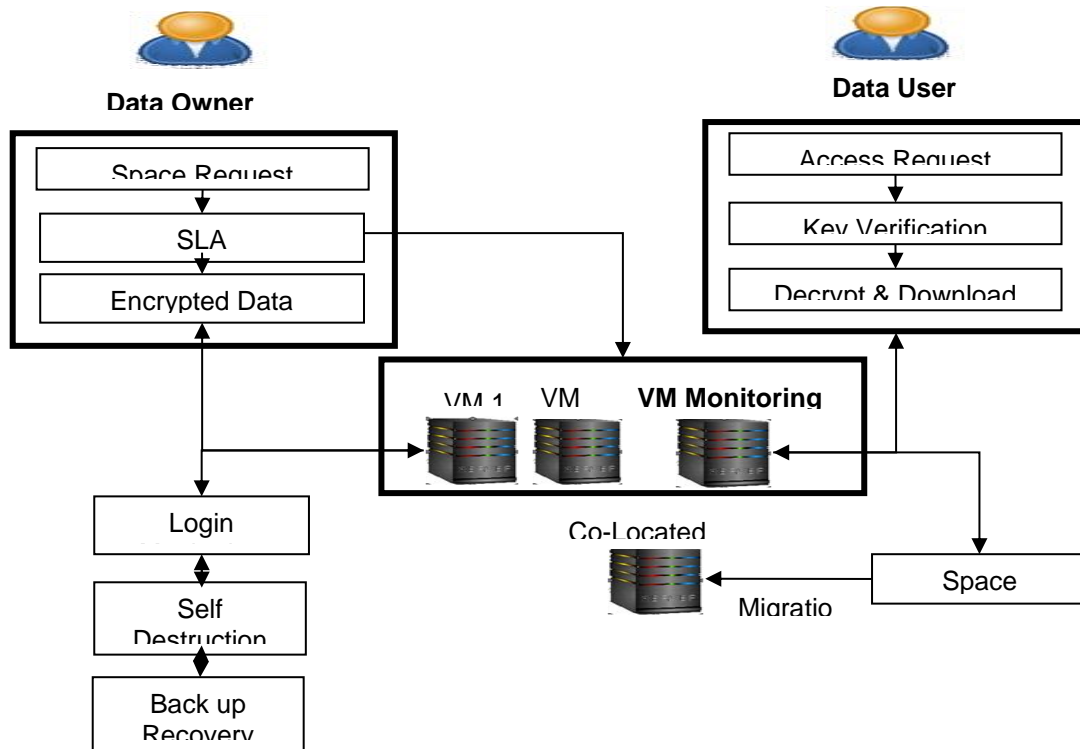 Data Owner
Data User
Space Request
SLA
Encrypted Data
Access Request
Key Verification
Decrypt & Download
VM 1
VM
VM Monitoring
Login
Self
Destruction
Back up
Recovery
Co-Located
Migratio
Space